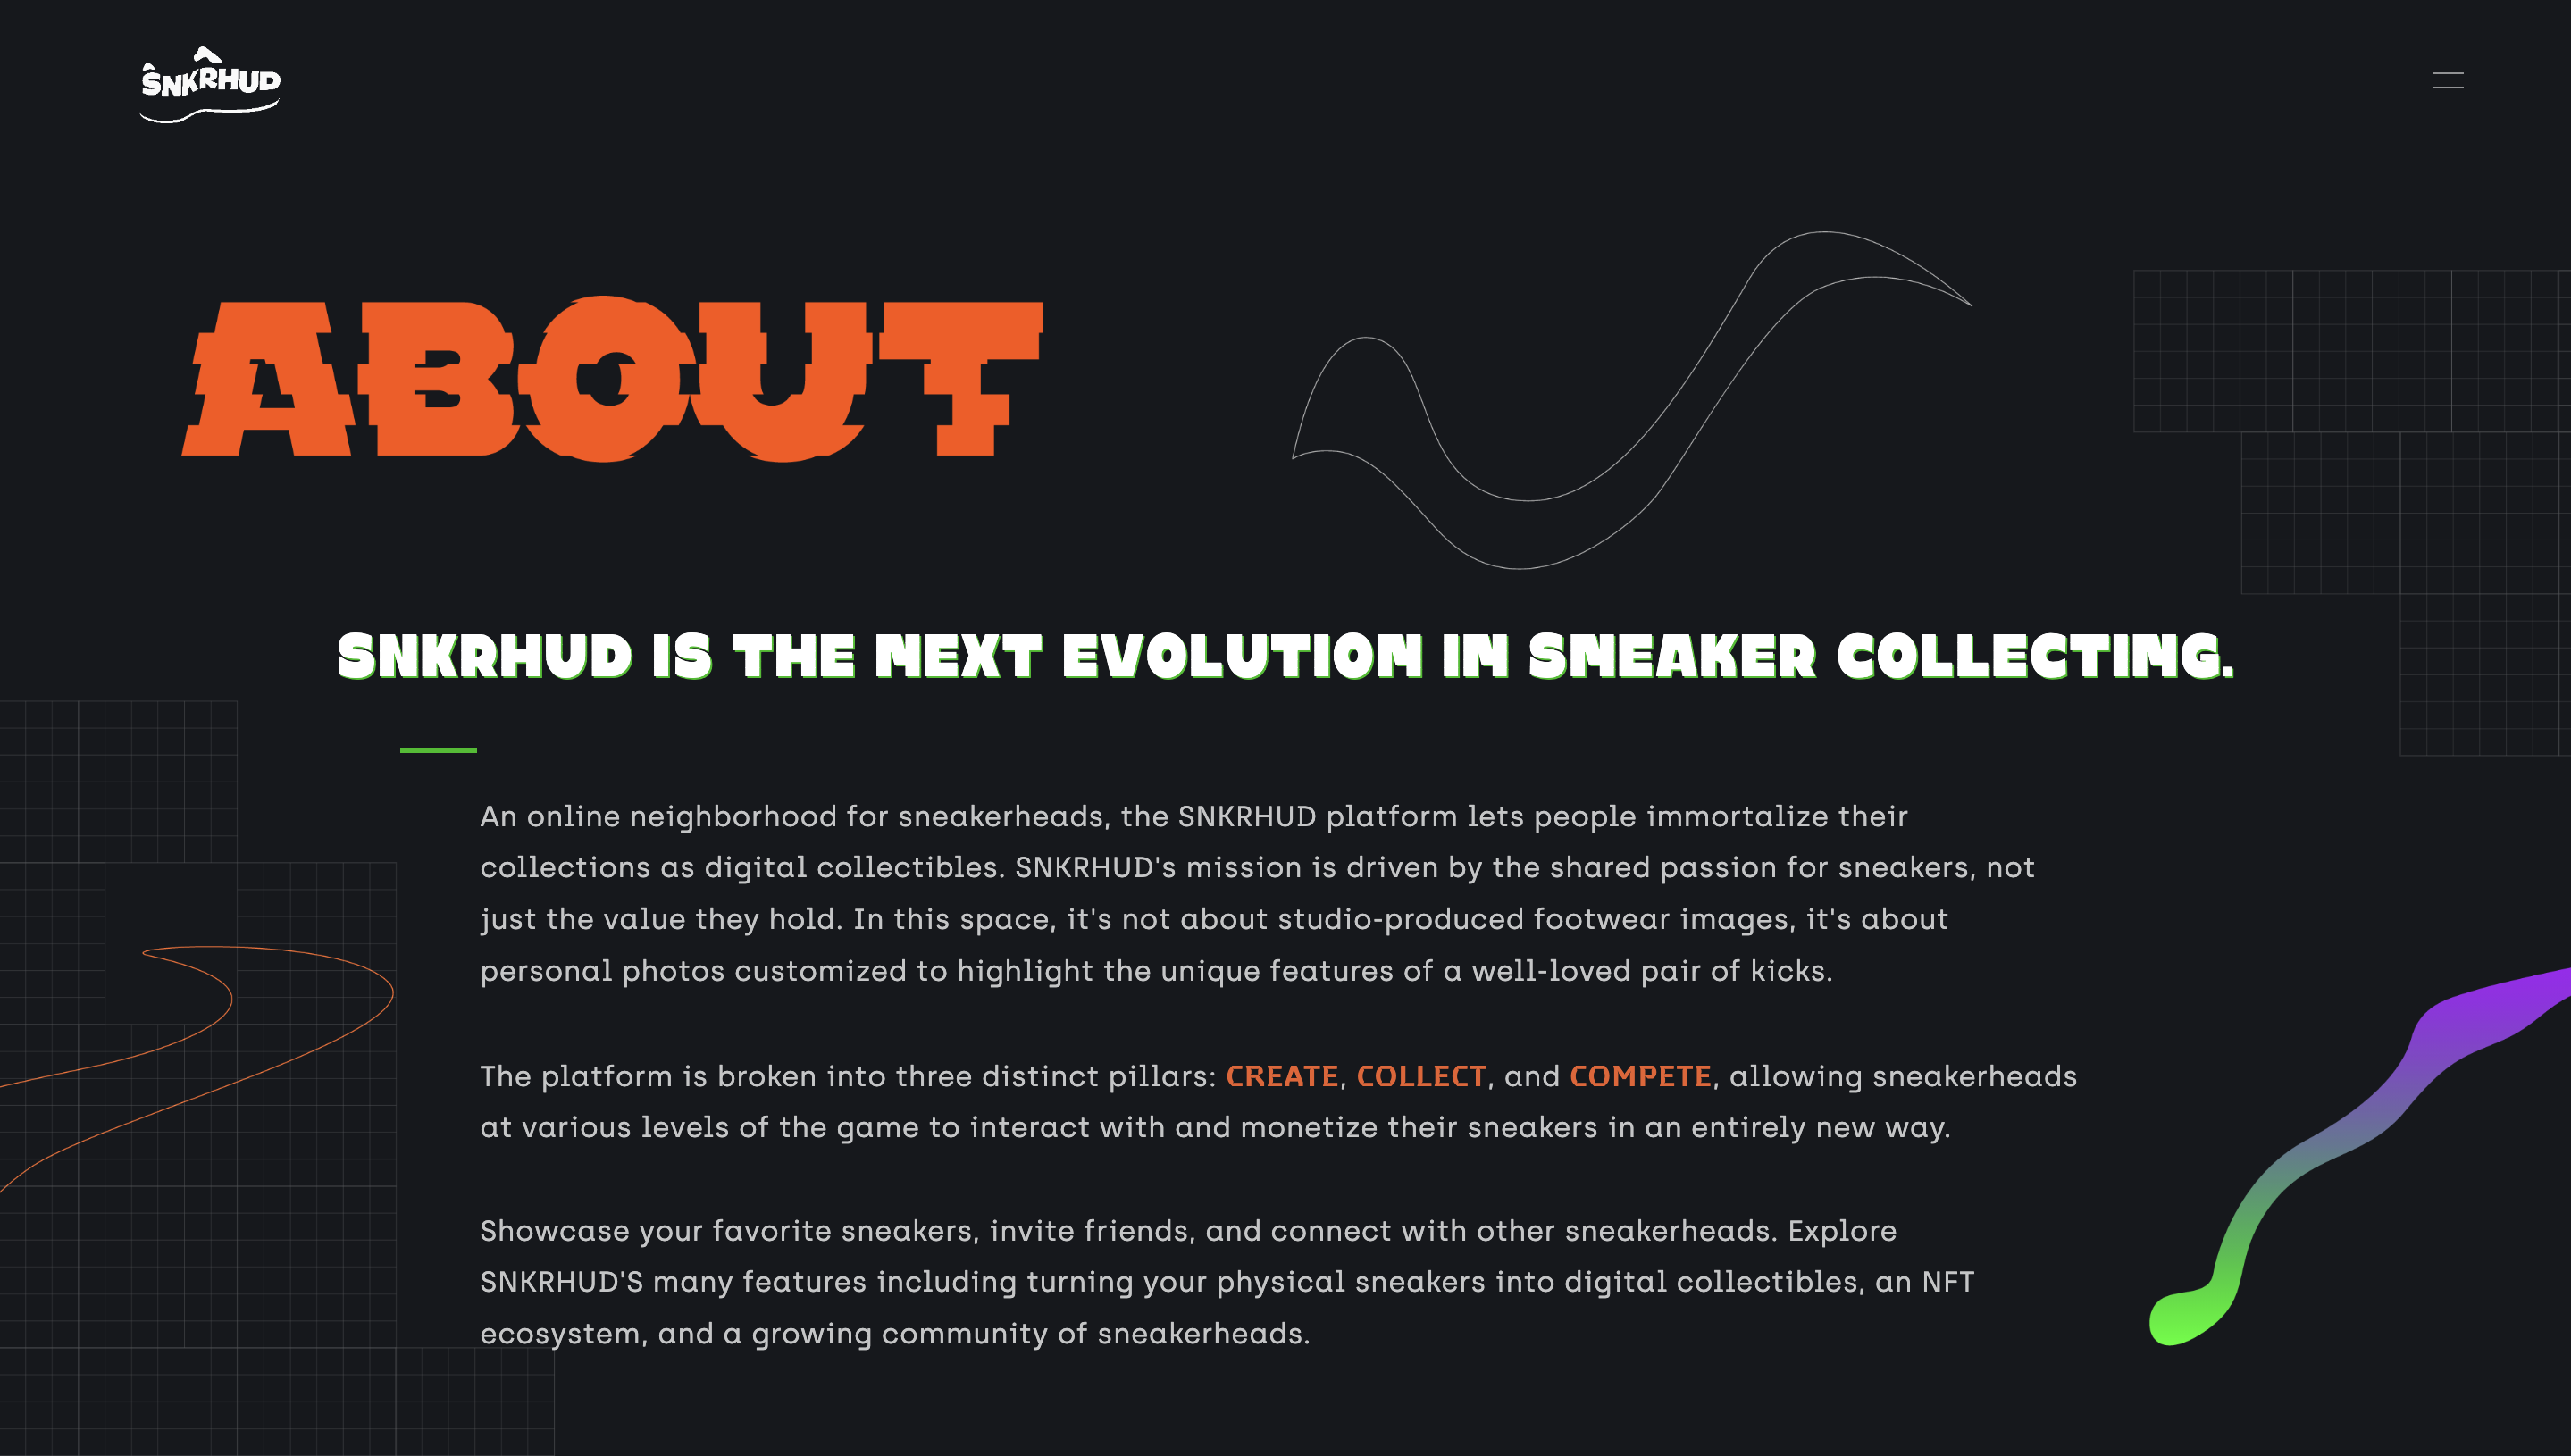 SNKRHUD
ABOUT
SNKRHUD IS THE NEXT EVOLUTION IN SNEAKER COLLECTING.
An online neighborhood for sneakerheads, the SNKRHUD platform lets people immortalize their
collections as digital collectibles. SNKRHUD's mission is driven by the shared passion for sneakers, not
just the value they hold. In this space, it's not about studio-produced footwear images, it's about
personal photos customized to highlight the unique features of a well-loved pair of kicks.
The platform is broken into three distinct pillars: CREATE, COLLECT, and COMPETE, allowing sneakerheads
at various levels of the game to interact with and monetize their sneakers in an entirely new way.
Showcase your favorite sneakers, invite friends, and connect with other sneakerheads. Explore
SNKRHUD'S many features including turning your physical sneakers into digital collectibles, an NFT
ecosystem, and a growing community of sneakerheads.